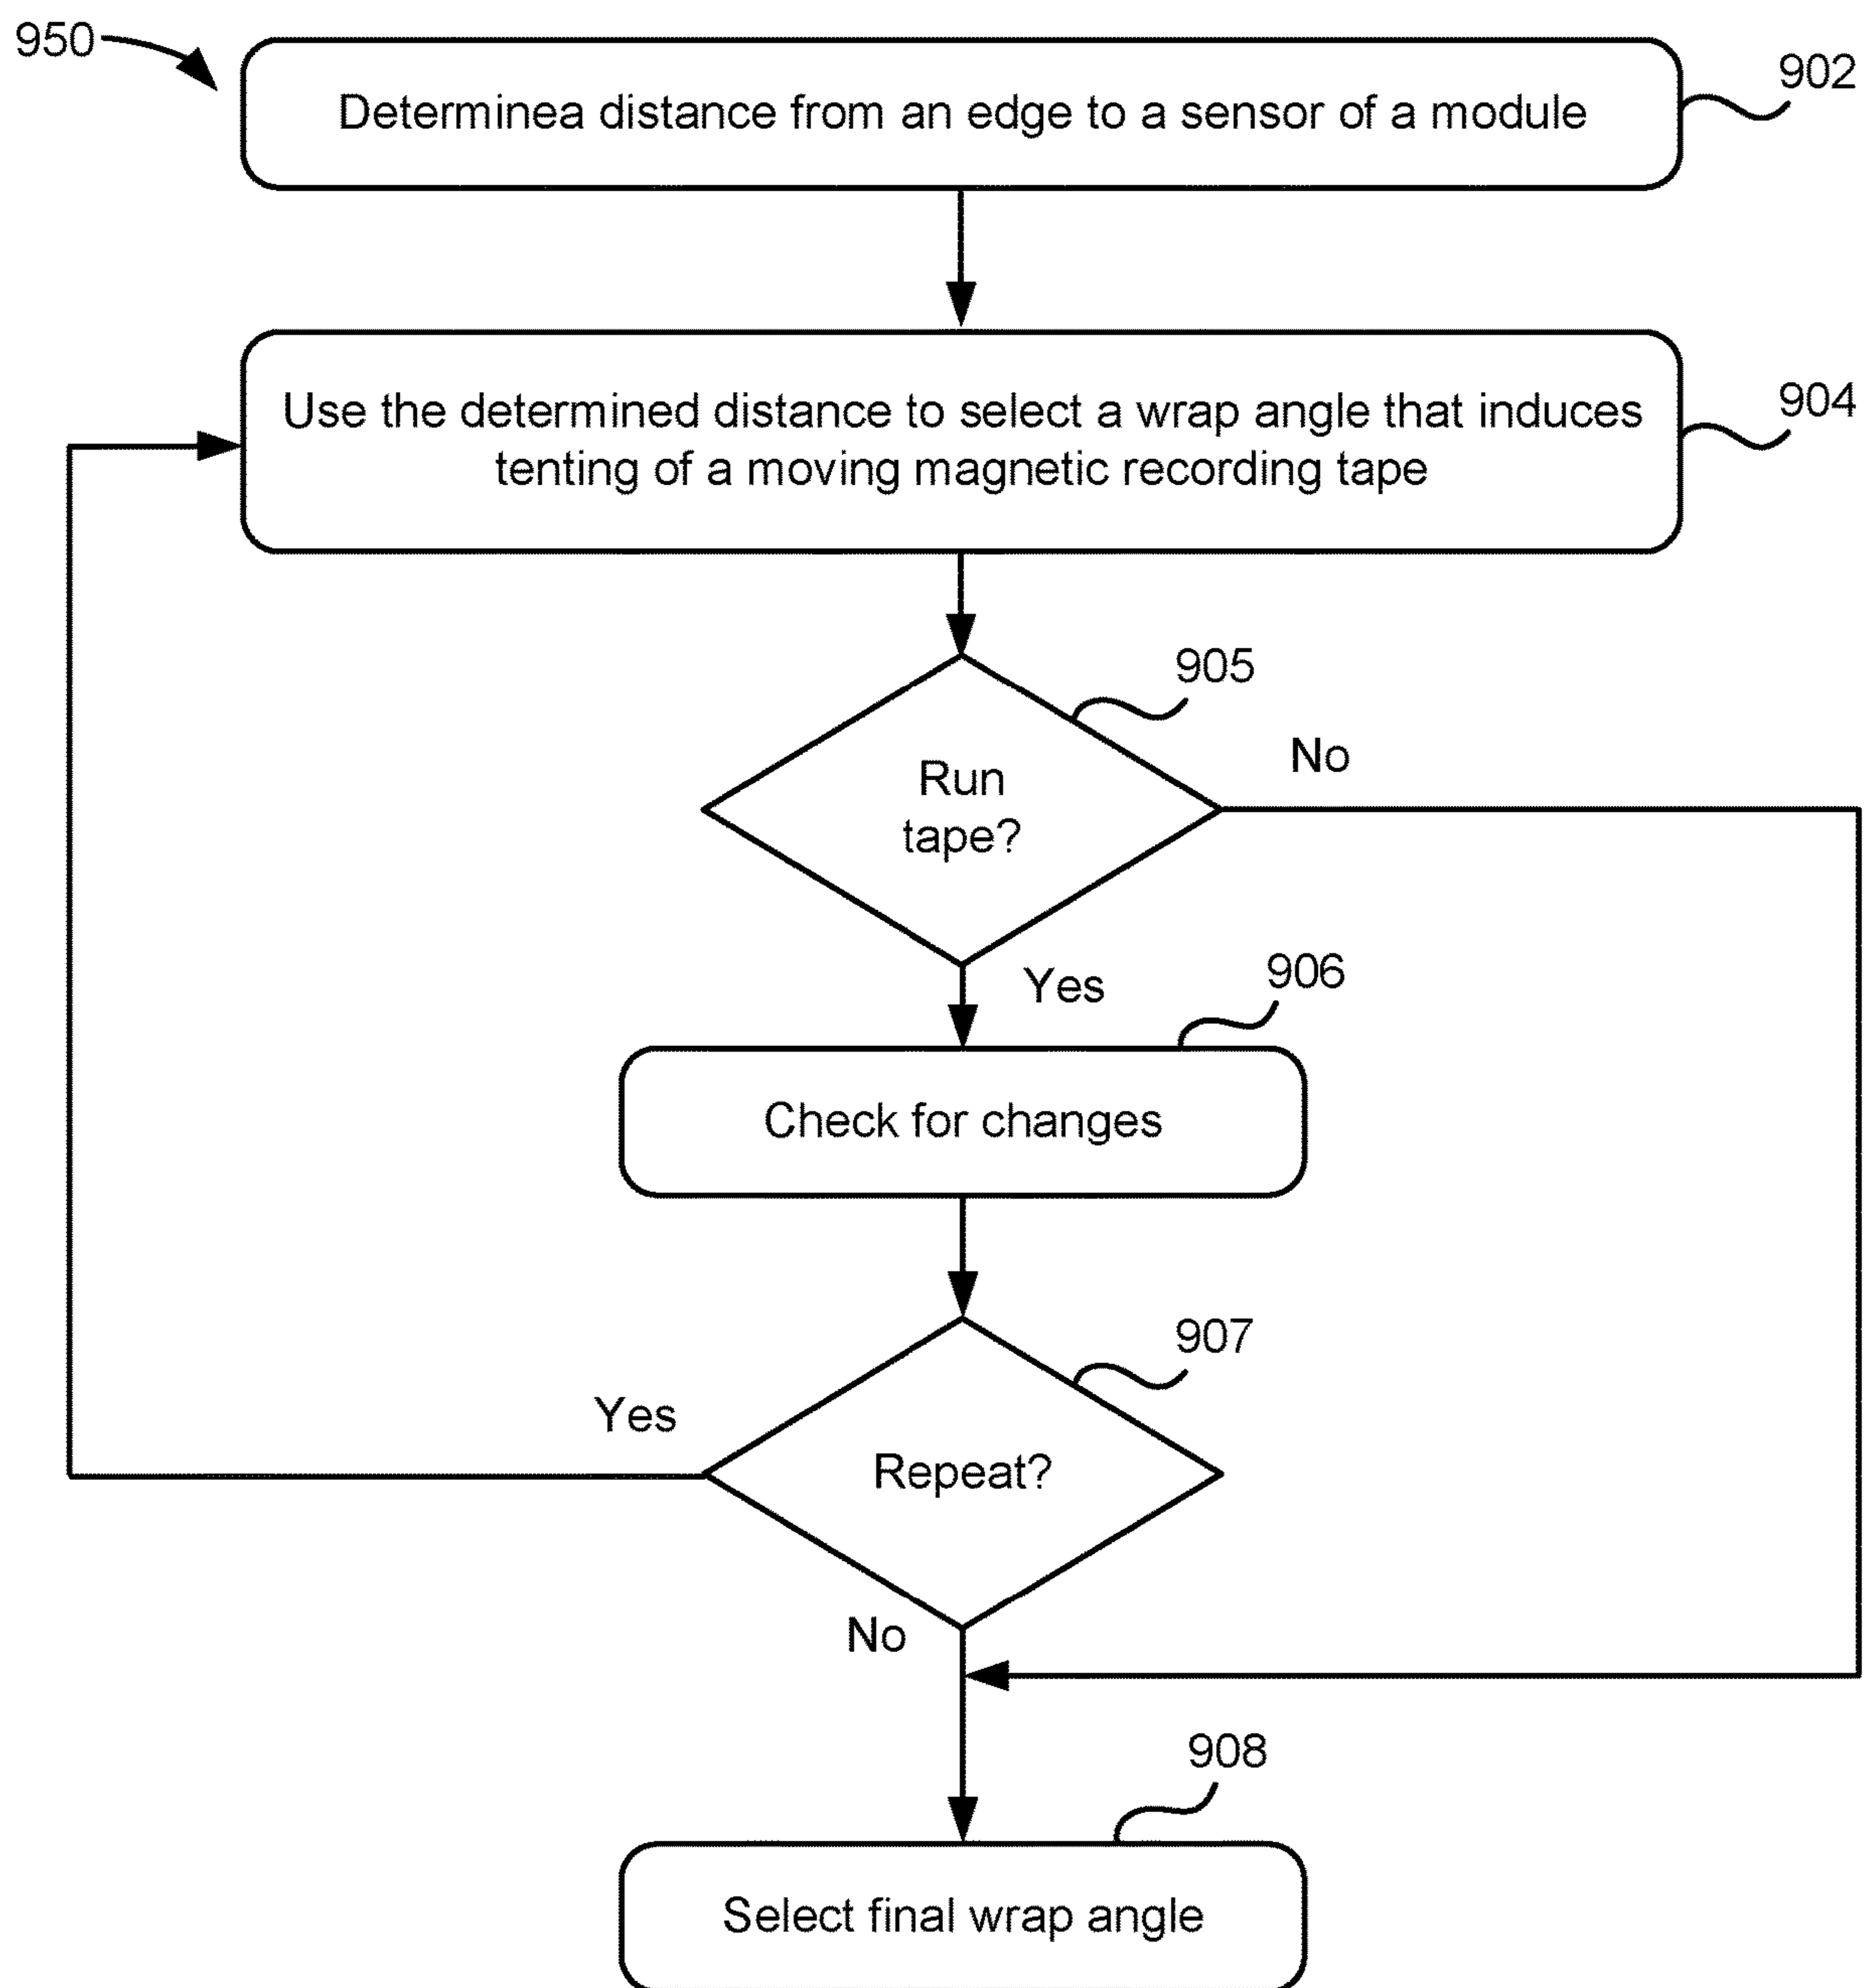 950
902
Determinea distance from an edge to a sensor of a module
904
Use the determined distance to select a wrap angle that induces
tenting of a moving magnetic recording tape
905
Run
tape?
No
Yes
906
Check for changes
907
Yes
Repeat?
No
908
Select final wrap angle